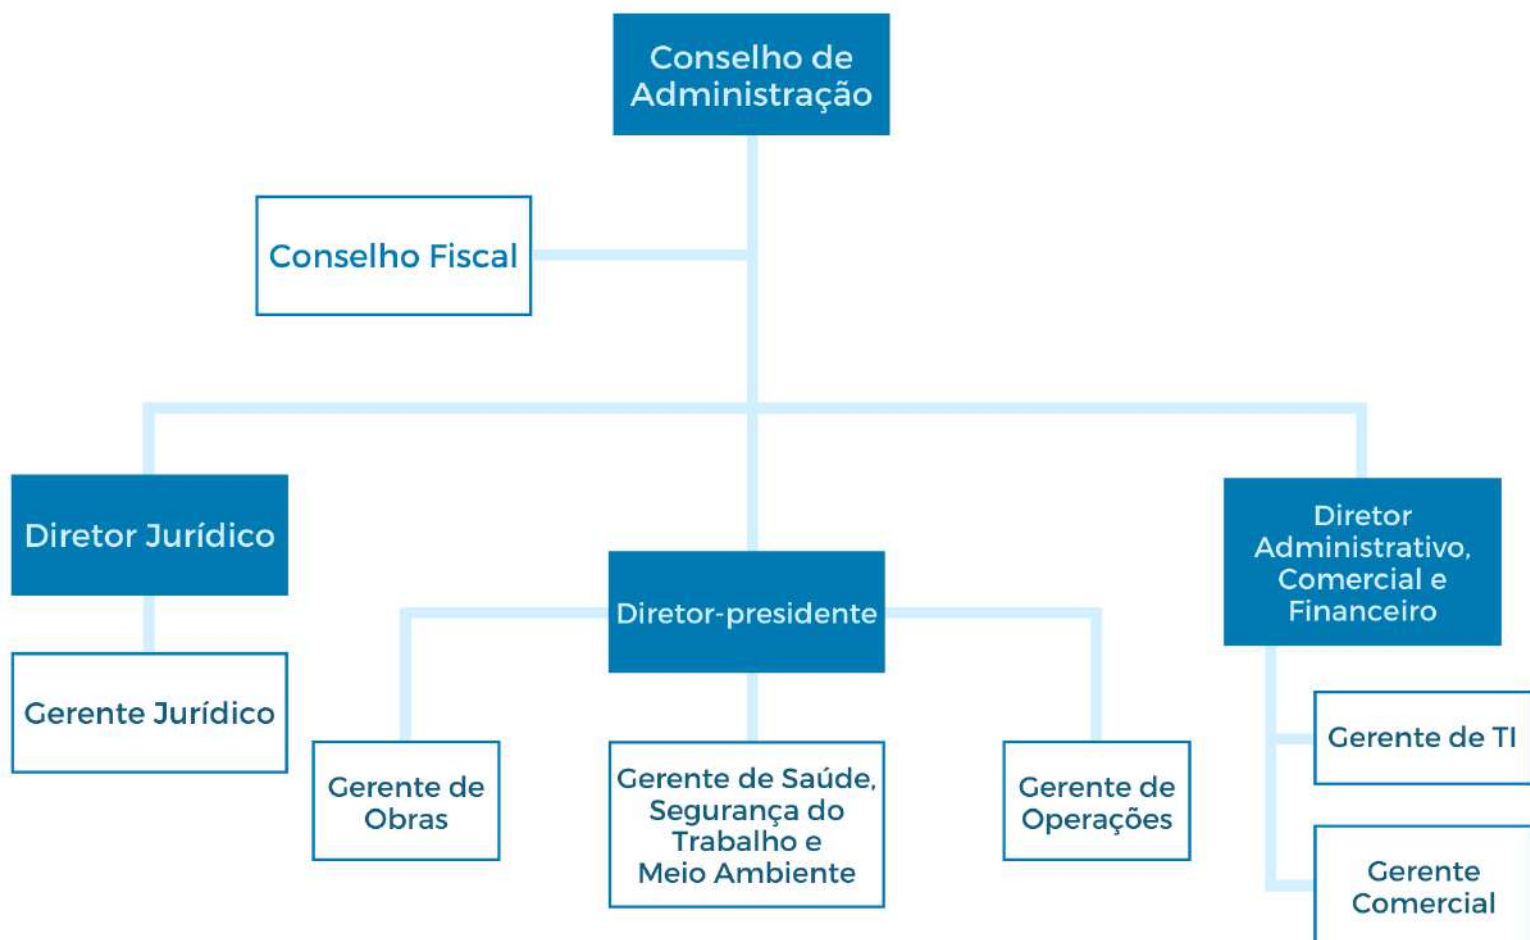 Conselho de
Administração
Conselho Fiscal
Diretor Jurídico
Gerente Jurídico
Diretor-presidente
Gerente de
Obras
Gerente de Saúde,
Segurança do
Trabalho e
Meio Ambiente
Gerente de
Operações
Diretor
Administrativo,
Comercial e
Financeiro
Gerente de TI
Gerente
Comercial